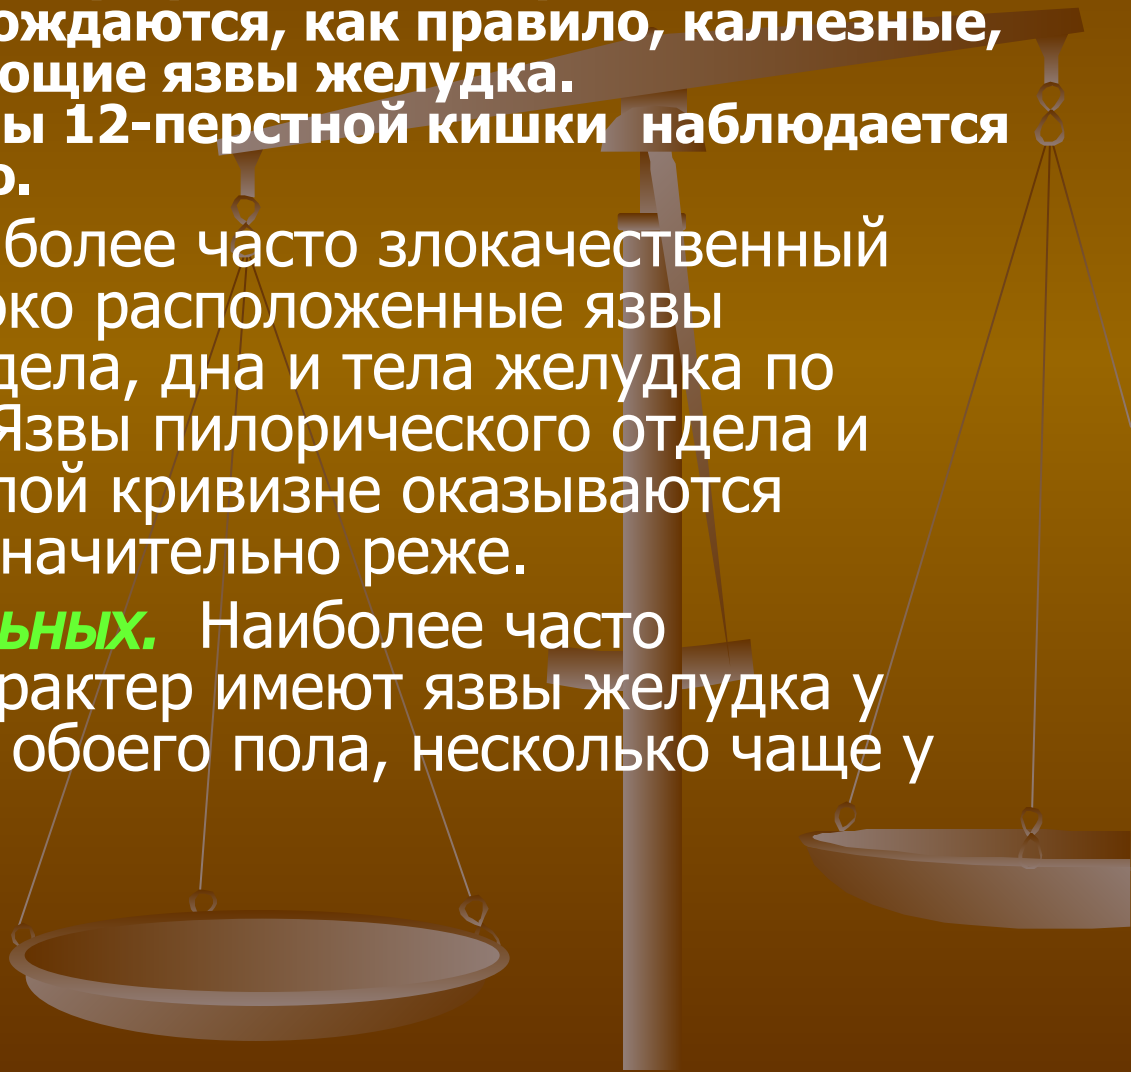 ождаются, как правило, каллезные,
ющие язвы желудка.
ы 12-перстной кишки наблюдается
о.
более часто злокачественный
око расположенные язвы
дела, дна и тела желудка по
Язвы пилорического отдела и
лой кривизне оказываются
начительно реже.
ьных. Наиболее часто
рактер имеют язвы желудка у
обоего пола, несколько чаще у